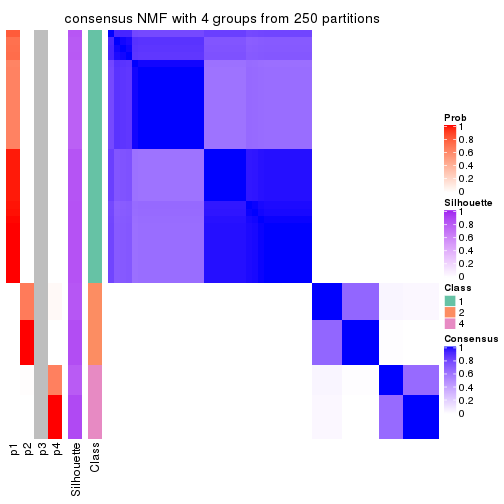 consensus NMF with 4 groups from 250 partitions
Prob
1
0.8
0.6
0.4
0.2
0
Silhouette
1
0.8
0.6
0.4
0.2
0
Class
1
2
4
Consensus
1
0.8
0.6
0.4
0.2
0
p1
p2
p3
p4
Silhouette
Class